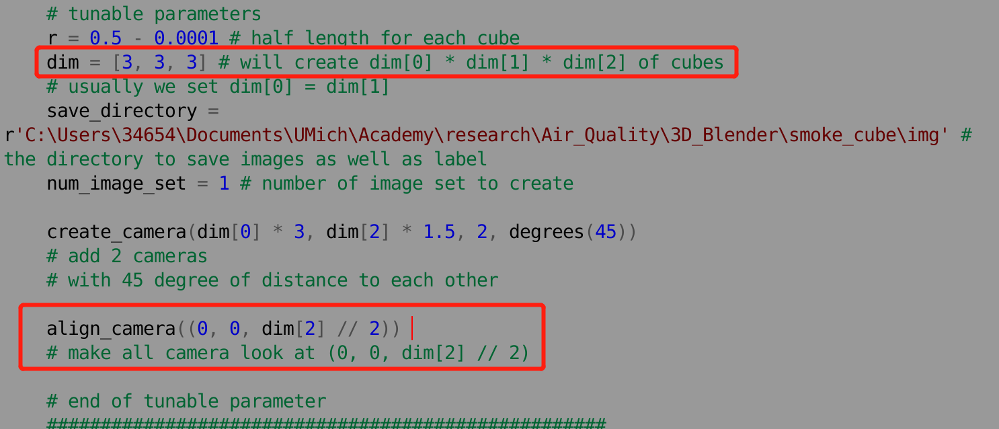 # tunable parameters
r = 0.5 - 0.0001 # half length for each cube
dim = [3, 3, 3] # will create dim[0] * dim[1] * dim[2] of cubes
# usually we set dim[0] = dim[1]
save_directory =
r'C:\Users\34654\Documents\UMich\Academy\research\Air_Quality\3D_Blender\smoke_cube\img' #
the directory to save images as well as label
num_image_set = 1 # number of image set to create
create_camera(dim[0] * 3, dim[2] * 1.5, 2, degrees(45))
# add 2 cameras
# with 45 degree of distance to each other
align_camera((0, 0, dim[2] // 2))
# make all camera look at (0, 0, dim[2] // 2)
# end of tunable parameter
####################################################